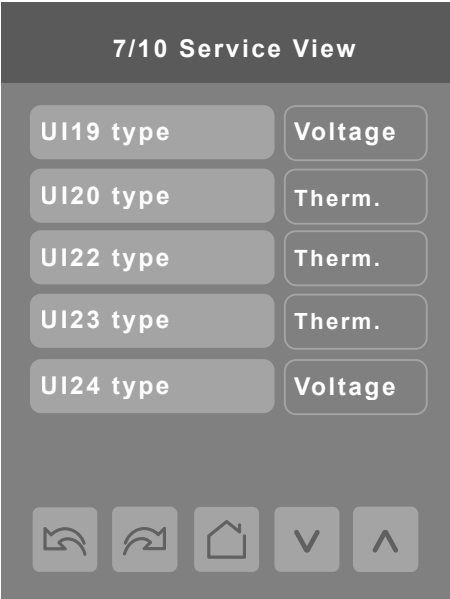 7/10 Service View
UI19 type Voltage
UI20 type Therm.
UI22 type Therm.
UI23 type Therm.
UI24 type Voltage